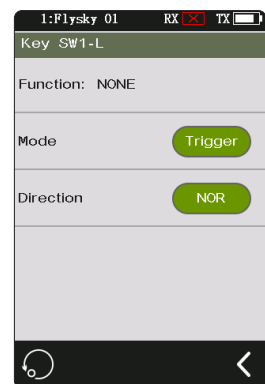 1:Flysky 01 RX TX
Key SW1-L
Function: NONE
Mode Trigger
Direction NOR